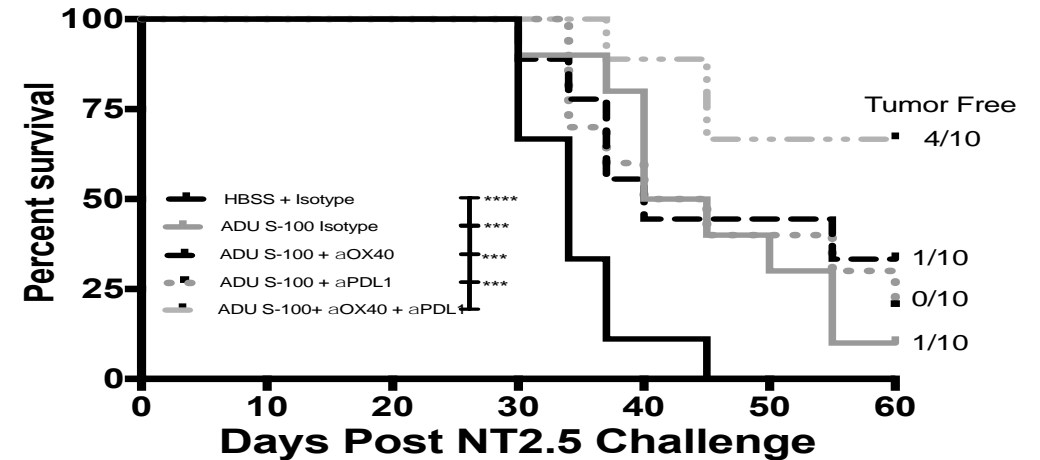 100
75
50
25
0
Percent survival
HBSS + Isotype ****
ADU S-100 Isotype ***
ADU S-100 + aOX40 ***
ADU S-100 + aPDL1 ***
ADU S-100+ aOX40 + aPDL1
Tumor Free
4/10
1/10
0/10
1/10
0 10 20 30 40 50 60
Days Post NT2.5 Challenge